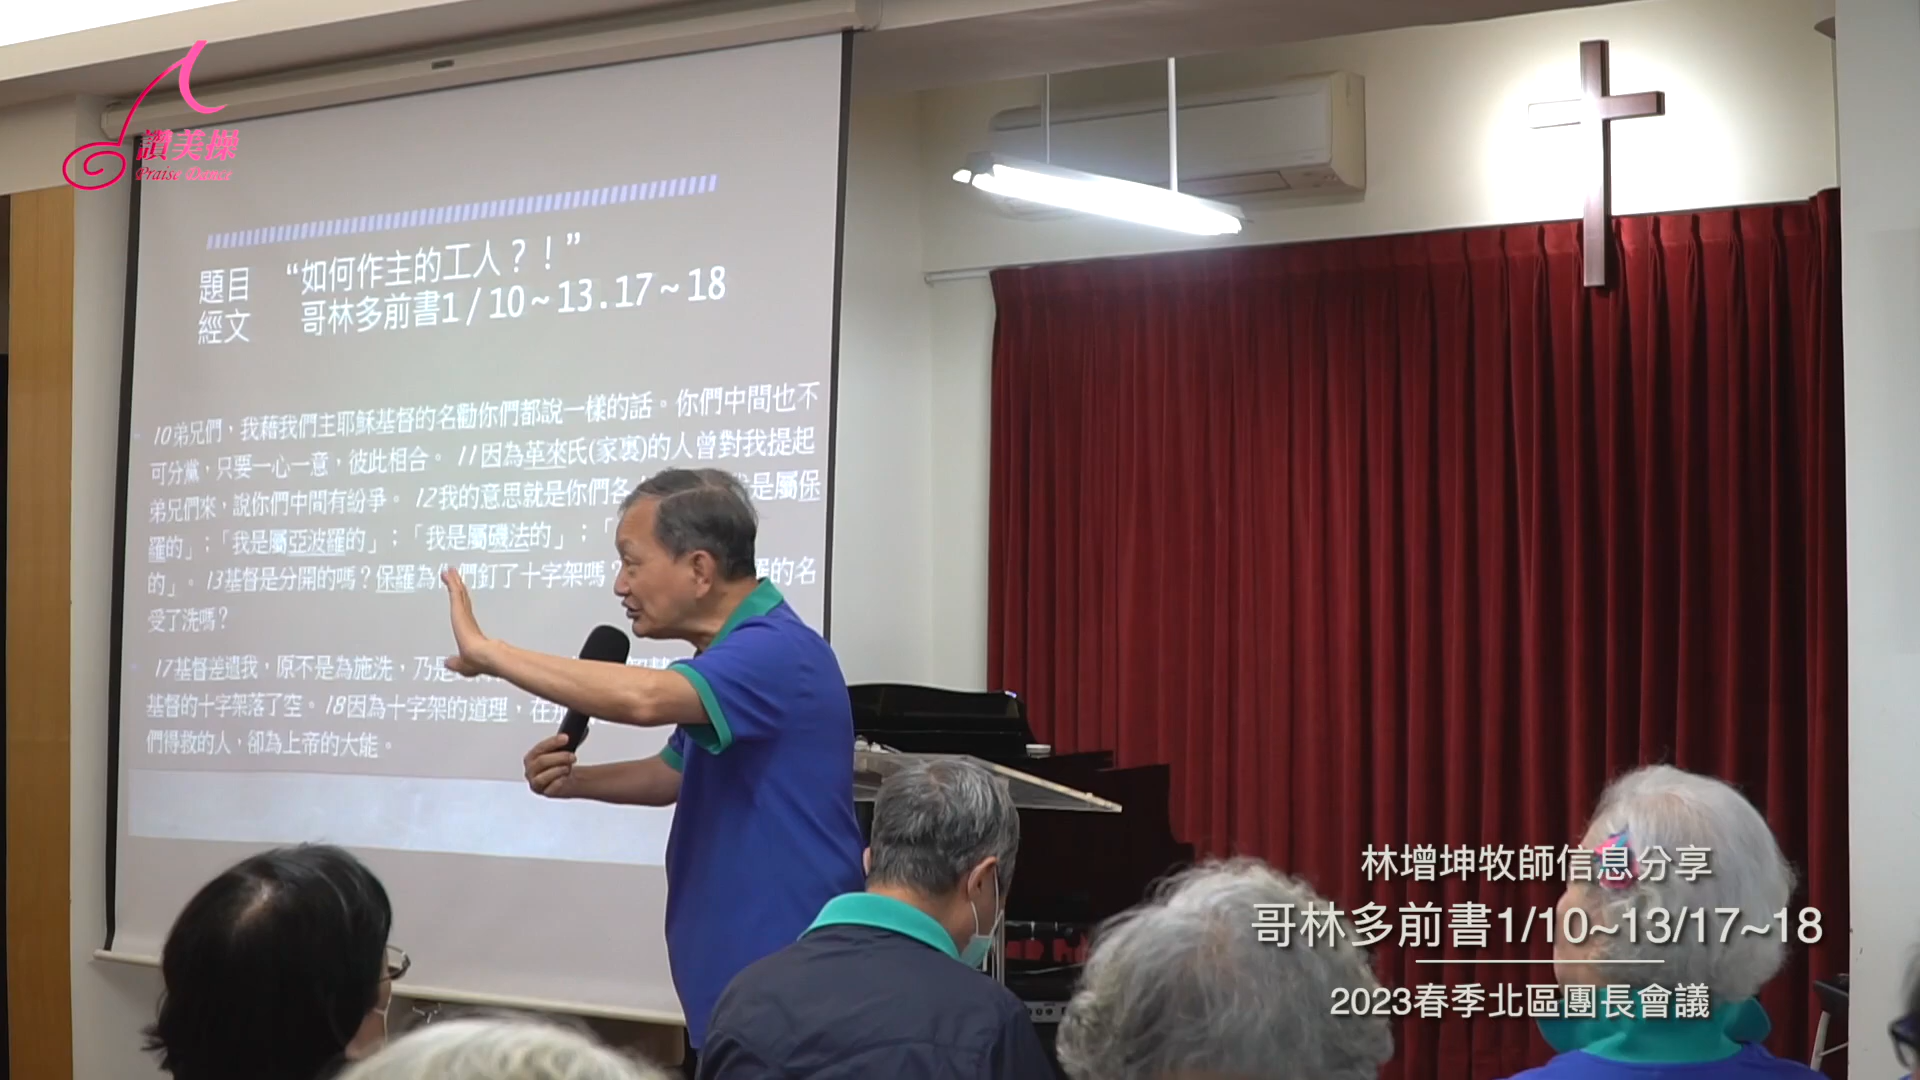 讚美操
Praise Dance
題目 “如何作主的工人？！”
經文 哥林多前書1/10~13.17~18
10弟兄們，我藉我們主耶穌基督的名勸你們都說一樣的話。你們中間也不
可分黨，只要一心一意，彼此相合。 11因為革來氏(家裏)的人曾對我提起
弟兄們來，說你們中間有紛爭。 12我的意思就是你們各 是屬保
羅的」；「我是屬亞波羅的」；「我是屬磯法的」；「
的」。 13基督是分開的嗎？保羅為你們釘了十字架嗎？ 的名
受了洗嗎？
17基督差遣我，原不是為施洗，乃是
基督的十字架落了空。18因為十字架的道理，在
們得救的人，卻為上帝的大能。
林增坤牧師信息分享
哥林多前書1/10~13/17~18
2023春季北區團長會議